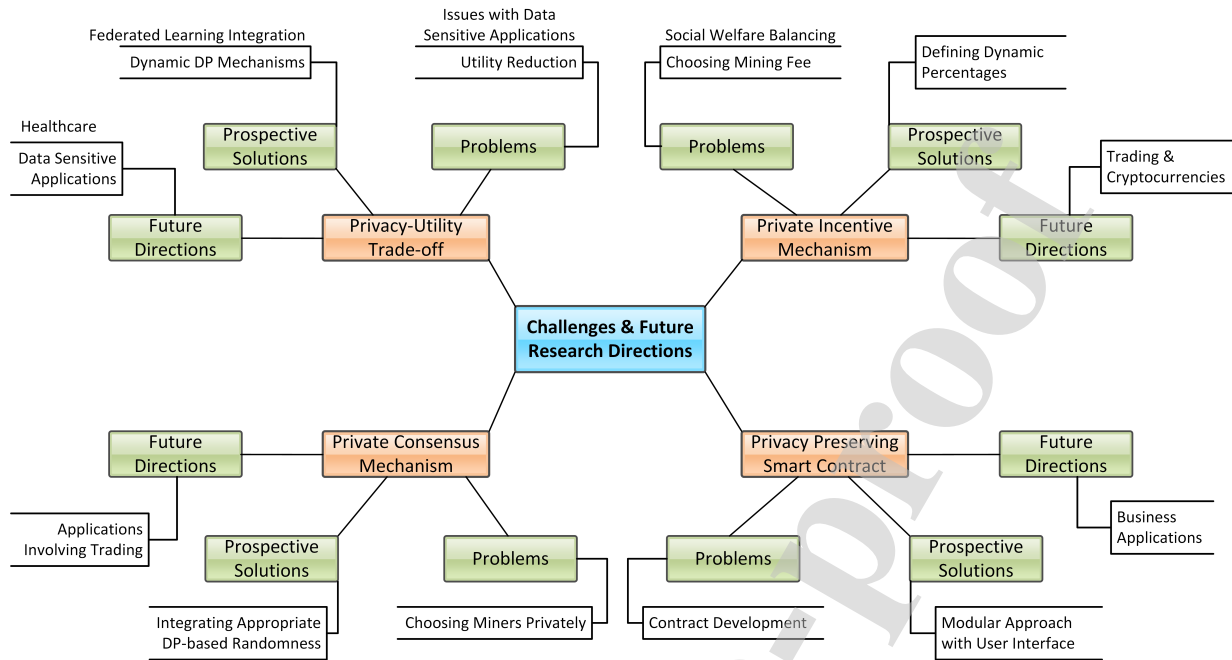 Issues with Data
Sensitive Applications
Utility Reduction
Federated Learning Integration
Dynamic DP Mechanisms
Social Welfare Balancing
Choosing Mining Fee
Defining Dynamic
Percentages
Healthcare
Data Sensitive
Applications
Prospective
Solutions
Problems
Problems
Prospective
Solutions
Trading &
Cryptocurrencies
Future
Directions
Privacy-Utility
Trade-off
Private Incentive
Mechanism
Future
Directions
Challenges & Future
Research Directions
Future
Directions
Private Consensus
Mechanism
Privacy Preserving
Smart Contract
Future
Directions
Applications
Involving Trading
Prospective
Solutions
Problems
Problems
Prospective
Solutions
Business
Applications
Integrating Appropriate
DP-based Randomness
Choosing Miners Privately
Contract Development
Modular Approach
with User Interface
-proof